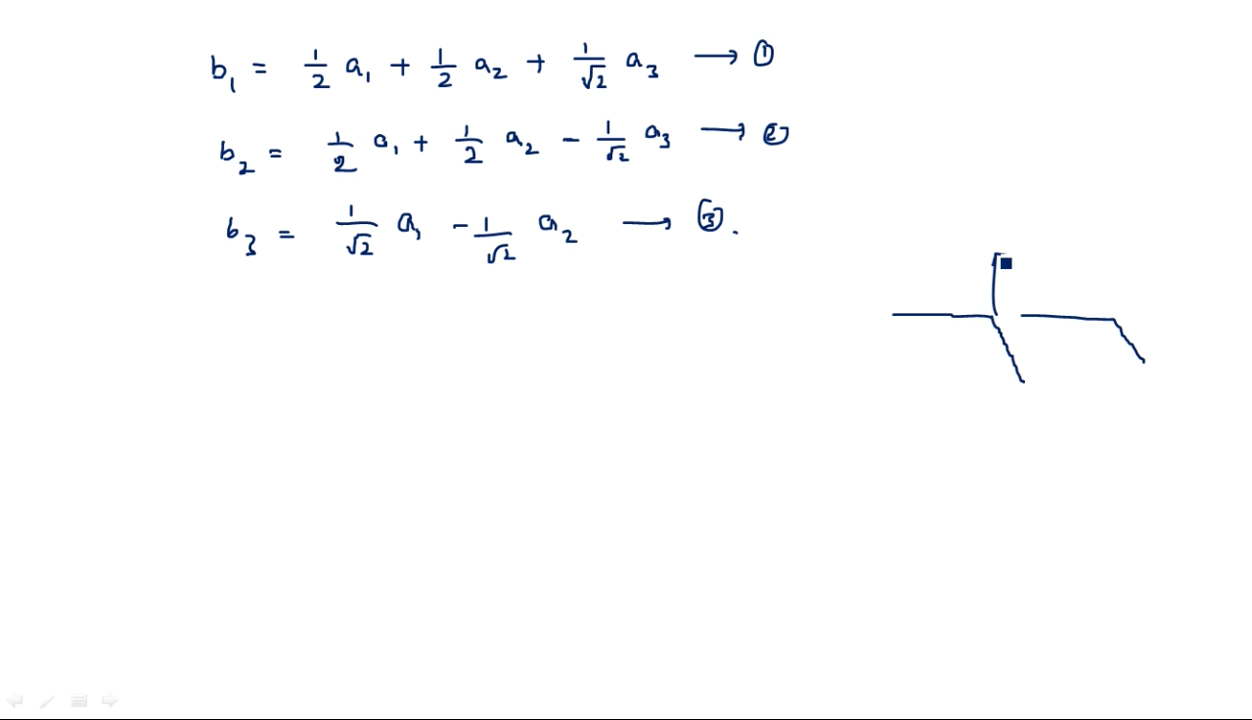 b₁ = 1/2 a₁ + 1/2 a₂ + 1/√2 a₃ → ①
b₂ = 1/2 a₁ + 1/2 a₂ − 1/√2 a₃ → ②
b₃ = 1/√2 a₁ − 1/√2 a₂ → ③.